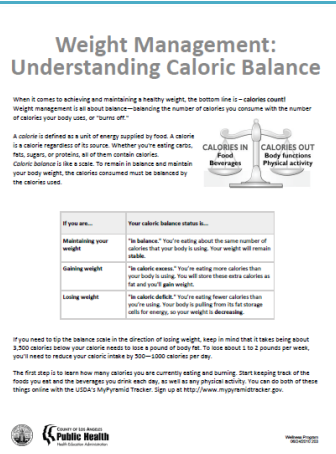 Weight Management:
Understanding Caloric Balance
When it comes to achieving and maintaining a healthy weight, the bottom line is – calories count!
Weight management is all about balance—balancing the number of calories you consume with the number
of calories your body uses, or "burns off."
A calorie is defined as a unit of energy supplied by food. A calorie
is a calorie regardless of its source. Whether you're eating carbs,
fats, sugars, or proteins, all of them contain calories.
Caloric balance is like a scale. To remain in balance and maintain
your body weight, the calories consumed must be balanced by
the calories used.
CALORIES IN
Food
Beverages
CALORIES OUT
Body functions
Physical activity
If you are...
Your caloric balance status is...
Maintaining your
weight
"In balance." You're eating about the same number of
calories that your body is using. Your weight will remain
stable.
Gaining weight
"In caloric excess." You're eating more calories than
your body is using. You will store these extra calories as
fat and you'll gain weight.
Losing weight
"In caloric deficit." You're eating fewer calories than
you're using. Your body is pulling from its fat storage
cells for energy, so your weight is decreasing.
If you need to tip the balance scale in the direction of losing weight, keep in mind that it takes being about
3,500 calories below your calorie needs to lose a pound of body fat. To lose about 1 to 2 pounds per week,
you'll need to reduce your caloric intake by 500—1000 calories per day.
The first step is to learn how many calories you are currently eating and burning. Start keeping track of the
foods you eat and the beverages you drink each day, as well as any physical activity. You can do both of these
things online with the USDA's MyPyramid Tracker. Sign up at http://www.mypyramidtracker.gov.
COUNTY OF LOS ANGELES
Public Health
Health Education Administration
Wellness Program